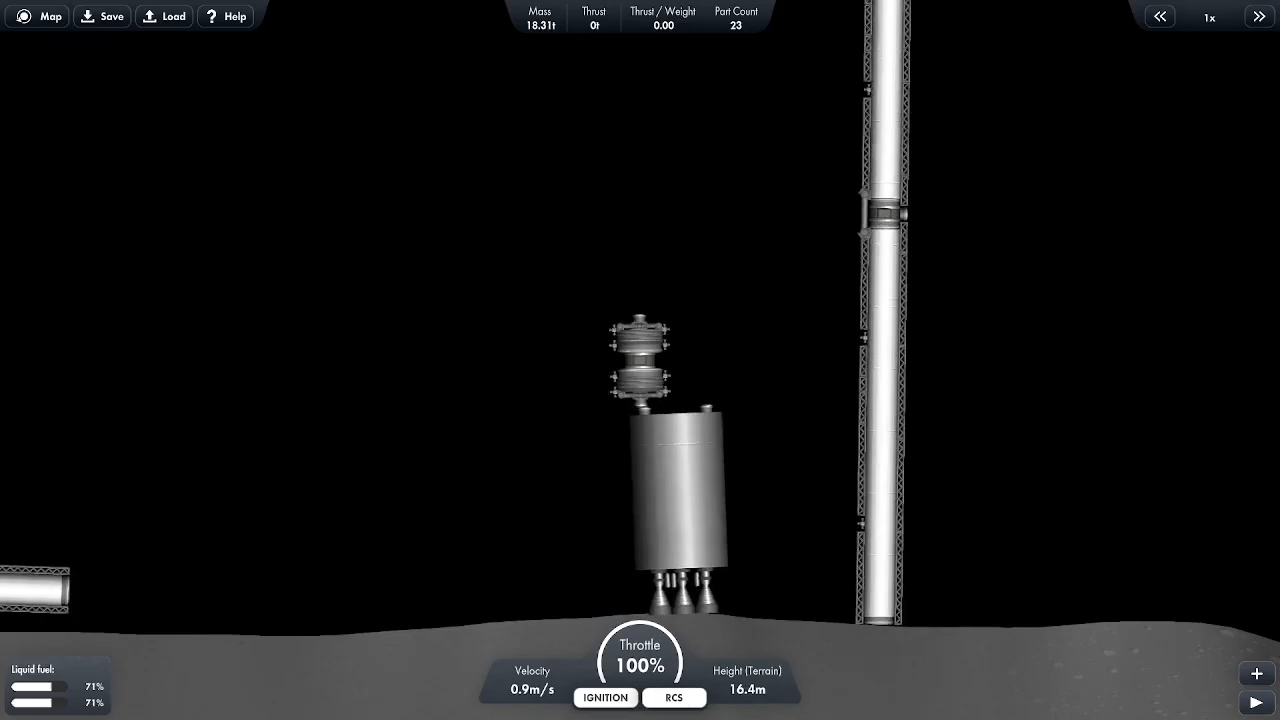 Map Save Load Help
Mass Thrust Thrust / Weight Part Count
18.31t 0t 0.00 23
1x
Liquid fuel:
71%
71%
Throttle
100%
Velocity
0.9m/s
Height (Terrain)
16.4m
IGNITION RCS